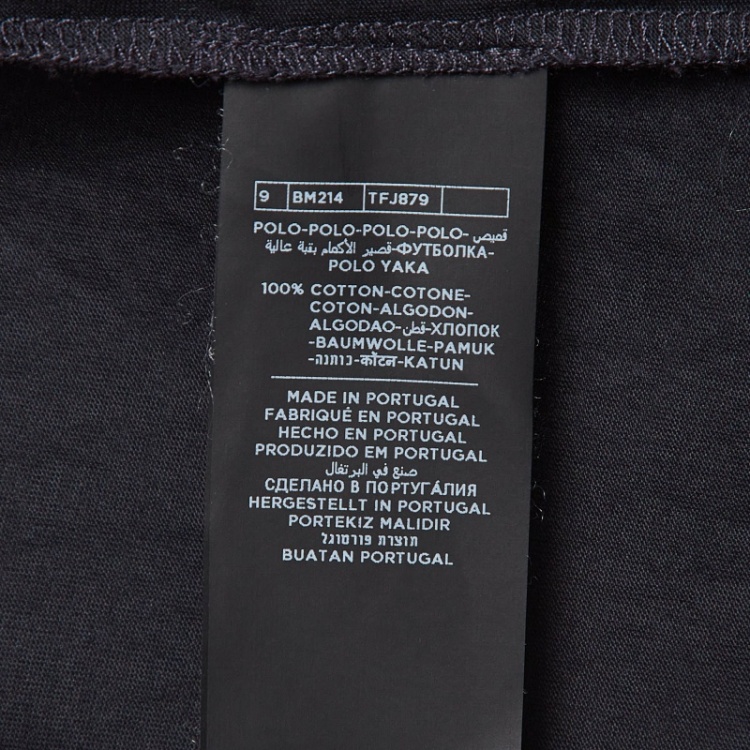 9 BM214 TFJ879
POLO-POLO-POLO-POLO-قميص
قصير الأكمام بقبة عالية-ФУТБОЛКА-
POLO YAKA
100% COTTON-COTONE-
COTON-ALGODON-
ALGODAO-قطن-ХЛОПОК
-BAUMWOLLE-PAMUK
-כותנה-कॉटन-KATUN
MADE IN PORTUGAL
FABRIQUÉ EN PORTUGAL
HECHO EN PORTUGAL
PRODUZIDO EM PORTUGAL
صنع في البرتغال
СДЕЛАНО В ПОРТУГА́ЛИЯ
HERGESTELLT IN PORTUGAL
PORTEKIZ MALIDIR
תוצרת פורטוגל
BUATAN PORTUGAL